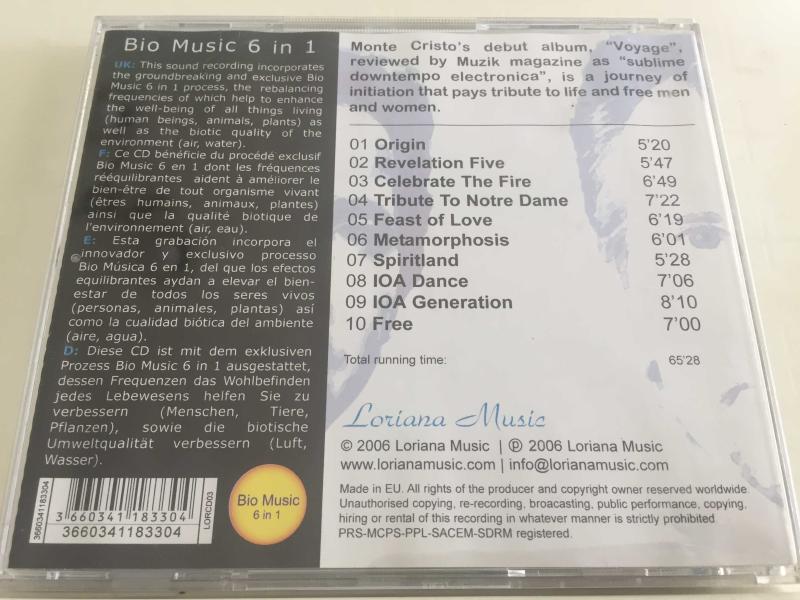 Bio Music 6 in 1
UK: This sound recording incorporates
the groundbreaking and exclusive Bio
Music 6 in 1 process, the rebalancing
frequencies of which help to enhance
the well-being of all things living
(human beings, animals, plants) as
well as the biotic quality of the
environment (air, water).
F: Ce CD bénéficie du procédé exclusif
Bio Music 6 en 1 dont les fréquences
rééquilibrantes aident à améliorer le
bien-être de tout organisme vivant
(êtres humains, animaux, plantes)
ainsi que la qualité biotique de
l'environnement (air, eau).
E: Esta grabación incorpora el
innovador y exclusivo processo
Bio Música 6 en 1, del que los efectos
equilibrantes aydan a elevar el bien-
estar de todos los seres vivos
(personas, animales, plantas) así
como la cualidad biótica del ambiente
(aire, agua).
D: Diese CD ist mit dem exklusiven
Prozess Bio Music 6 in 1 ausgestattet,
dessen Frequenzen das Wohlbefinden
jedes Lebewesens helfen Sie zu
verbessern (Menschen, Tiere,
Pflanzen), sowie die biotische
Umweltqualität verbessern (Luft,
Wasser).
3660341183304
3 660341 183304
3660341183304
LORCD03
Bio Music
6 in 1
Monte Cristo's debut album, "Voyage",
reviewed by Muzik magazine as "sublime
downtempo electronica", is a journey of
initiation that pays tribute to life and free men
and women.
01 Origin 5'20
02 Revelation Five 5'47
03 Celebrate The Fire 6'49
04 Tribute To Notre Dame 7'22
05 Feast of Love 6'19
06 Metamorphosis 6'01
07 Spiritland 5'28
08 IOA Dance 7'06
09 IOA Generation 8'10
10 Free 7'00
Total running time: 65'28
Loriana Music
© 2006 Loriana Music | ℗ 2006 Loriana Music
www.lorianamusic.com | info@lorianamusic.com
Made in EU. All rights of the producer and copyright owner reserved worldwide.
Unauthorised copying, re-recording, broacasting, public performance, copying,
hiring or rental of this recording in whatever manner is strictly prohibited.
PRS-MCPS-PPL-SACEM-SDRM registered.